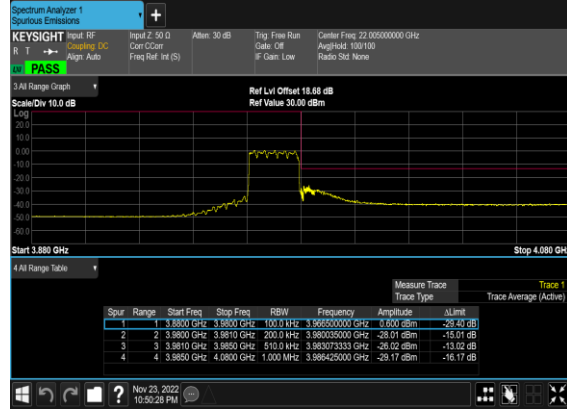 Spectrum Analyzer 1
Spurious Emissions
KEYSIGHT Input: RF Input Z: 50 Ω Atten: 30 dB Trig: Free Run Center Freq: 22.005000000 GHz
R T Coupling: DC Corr CCorr Gate: Off Avg|Hold: 100/100
Align: Auto Freq Ref: Int (S) IF Gain: Low Radio Std: None
PASS
3 All Range Graph Ref Lvl Offset 18.68 dB
Scale/Div 10.0 dB Ref Value 30.00 dBm
Log
20.0
10.0
0.00
-10.0
-20.0
-30.0
-40.0
-50.0
-60.0
Start 3.880 GHz Stop 4.080 GH
4 All Range Table
Measure Trace Trace 1
Trace Type Trace Average (Active)
Spur Range Start Freq Stop Freq RBW Frequency Amplitude ΔLimit
1 1 3.8800 GHz 3.9800 GHz 100.0 kHz 3.966500000 GHz 0.600 dBm -29.40 dB
2 2 3.9800 GHz 3.9810 GHz 200.0 kHz 3.980035000 GHz -28.01 dBm -15.01 dB
3 3 3.9810 GHz 3.9850 GHz 510.0 kHz 3.983073333 GHz -26.02 dBm -13.02 dB
4 4 3.9850 GHz 4.0800 GHz 1.000 MHz 3.986425000 GHz -29.17 dBm -16.17 dB
? Nov 23, 2022
10:50:28 PM